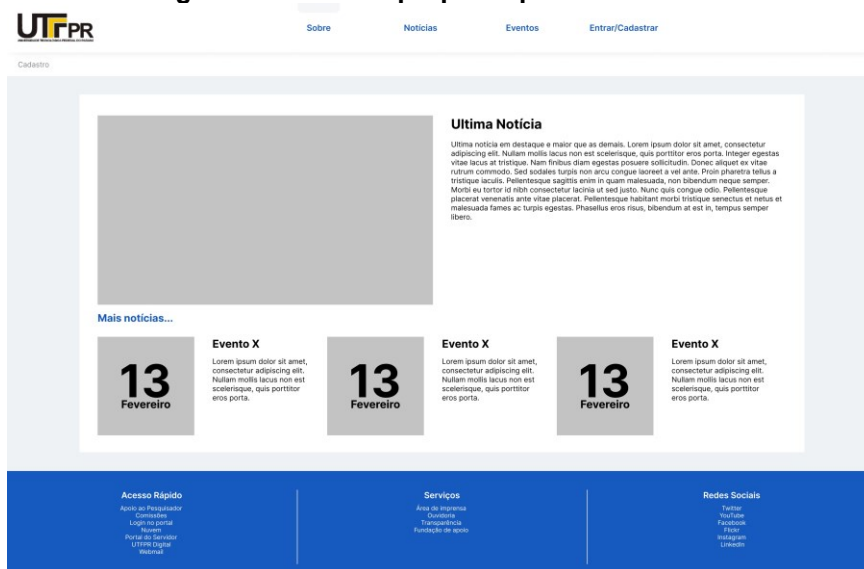 UTFPR
Sobre
Notícias
Eventos
Entrar/Cadastrar
Cadastro
Ultima Notícia
Ultima notícia em destaque e maior que as demais. Lorem ipsum dolor sit amet, consectetur
adipiscing elit. Nullam mollis lacus non est scelerisque, quis porttitor eros porta. Integer egestas
vitae lacus at tristique. Nam finibus diam egestas posuere sollicitudin. Donec aliquet ex vitae
rutrum commodo. Sed sodales turpis non arcu congue laoreet a vel ante. Proin pharetra tellus a
tristique iaculis. Pellentesque sagittis enim in quam malesuada, non bibendum neque semper.
Morbi eu tortor id nibh consectetur lacinia ut sed justo. Nunc quis congue odio. Pellentesque
placerat venenatis ante vitae placerat. Pellentesque habitant morbi tristique senectus et netus et
malesuada fames ac turpis egestas. Phasellus eros risus, bibendum at est in, tempus semper
libero.
Mais notícias...
13
Fevereiro
Evento X
Lorem ipsum dolor sit amet,
consectetur adipiscing elit.
Nullam mollis lacus non est
scelerisque, quis porttitor
eros porta.
13
Fevereiro
Evento X
Lorem ipsum dolor sit amet,
consectetur adipiscing elit.
Nullam mollis lacus non est
scelerisque, quis porttitor
eros porta.
13
Fevereiro
Evento X
Lorem ipsum dolor sit amet,
consectetur adipiscing elit.
Nullam mollis lacus non est
scelerisque, quis porttitor
eros porta.
Acesso Rápido
Apoio ao Pesquisador
Comissões
Login no portal
Nuvem
Portal do Servidor
UTFPR Digital
Webmail
Serviços
Área de Imprensa
Ouvidoria
Transparência
Fundação de apoio
Redes Sociais
Twitter
YouTube
Facebook
Flickr
Instagram
LinkedIn